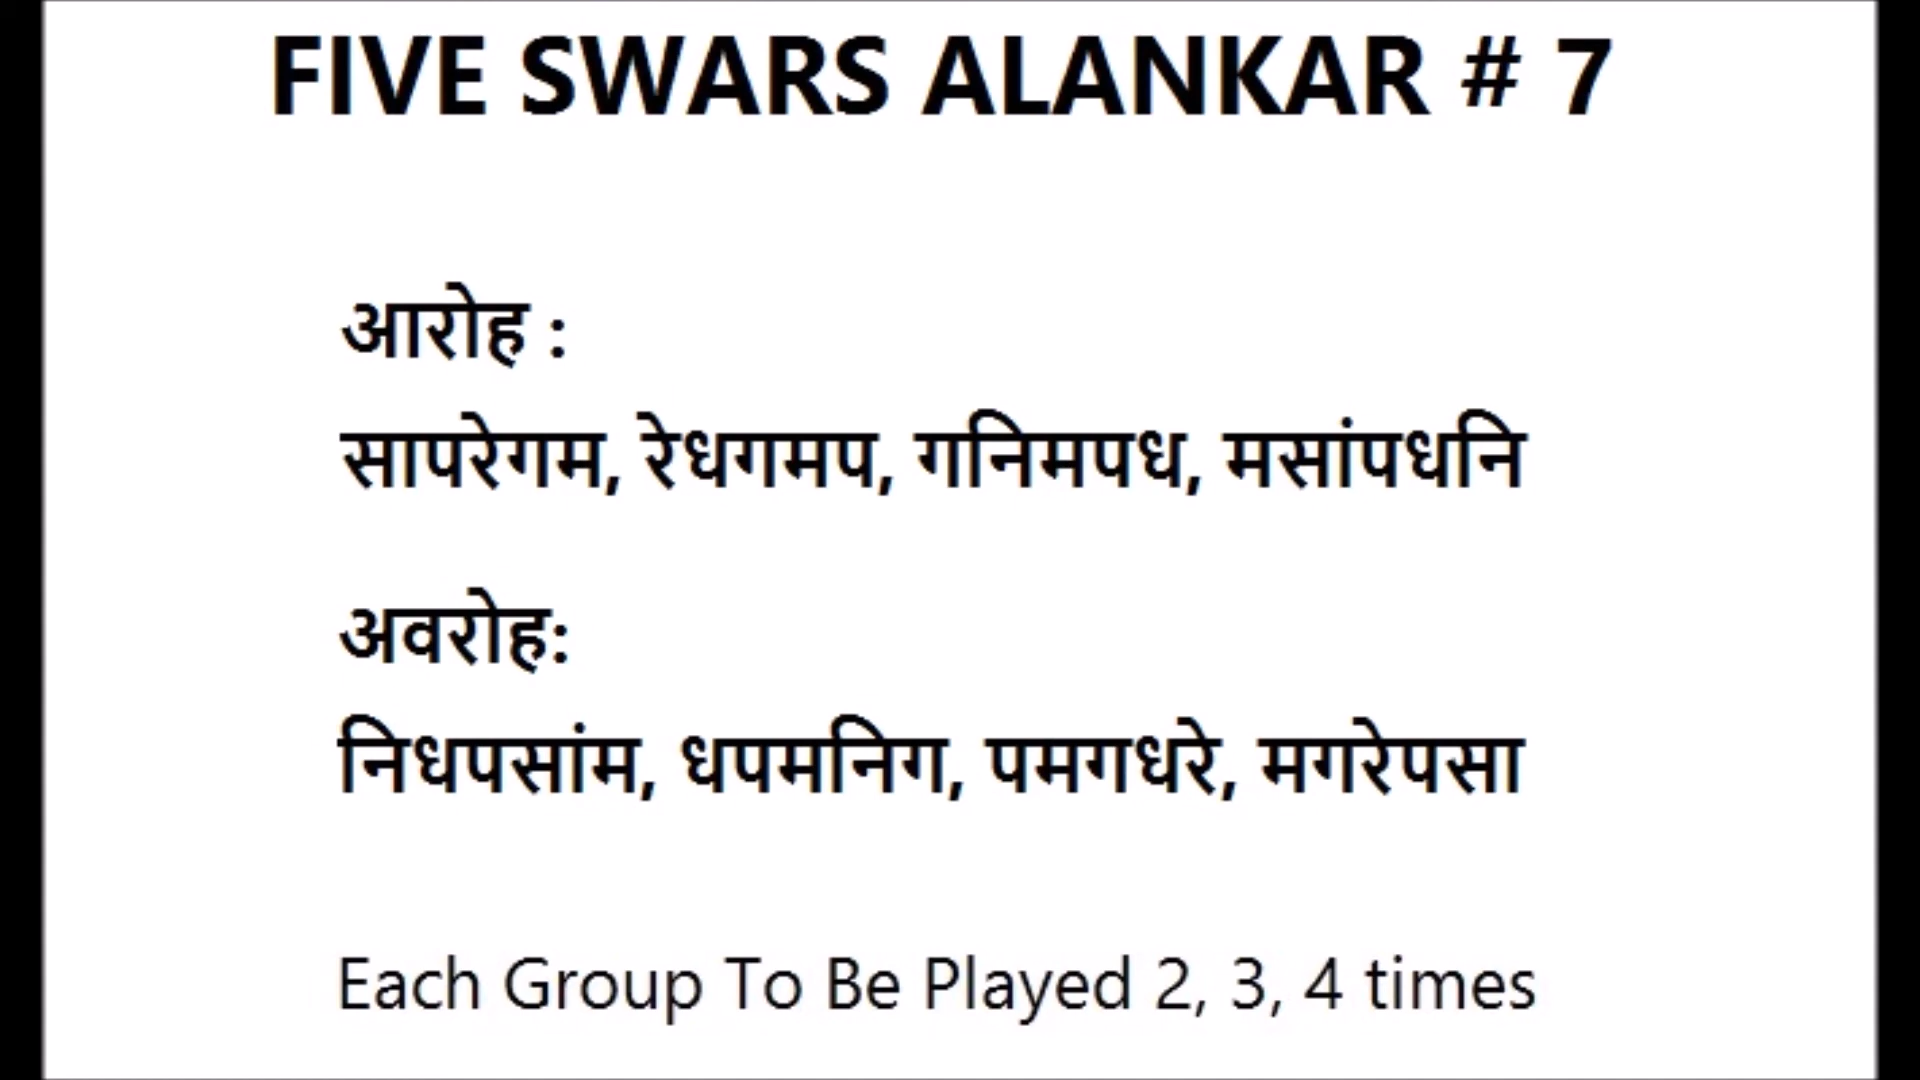 FIVE SWARS ALANKAR # 7
आरोह :
सापरेगम, रेधगमप, गनिमपध, मसांपधनि
अवरोह:
निधपसांम, धपमनिग, पमगधरे, मगरेपसा
Each Group To Be Played 2, 3, 4 times